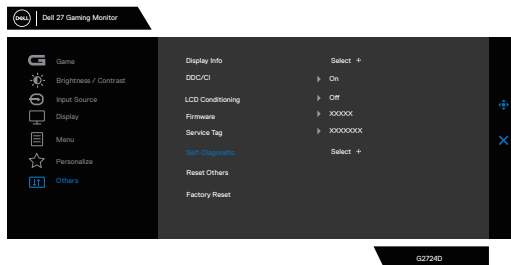 DELL Dell 27 Gaming Monitor
Game
Brightness / Contrast
Input Source
Display
Menu
Personalize
Others
Display Info Select +
DDC/CI On
LCD Conditioning Off
Firmware XXXXX
Service Tag XXXXXXX
Self-Diagnostic Select +
Reset Others
Factory Reset
G2724D